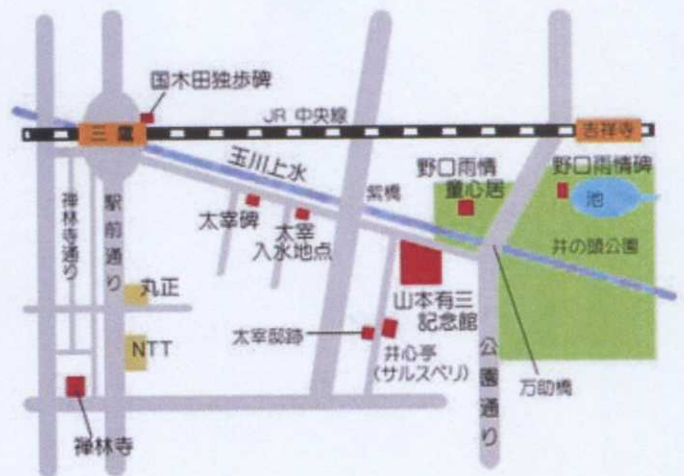 国木田独歩碑
JR 中央線
三鷹
吉祥寺
玉川上水
野口雨情
童心居
野口雨情碑
紫橋
池
太宰碑
太宰
入水地点
井の頭公園
禅林寺通り
駅前通り
丸正
山本有三
記念館
太宰邸跡
NTT
井心亭
(サルスベリ)
公園通り
万助橋
禅林寺